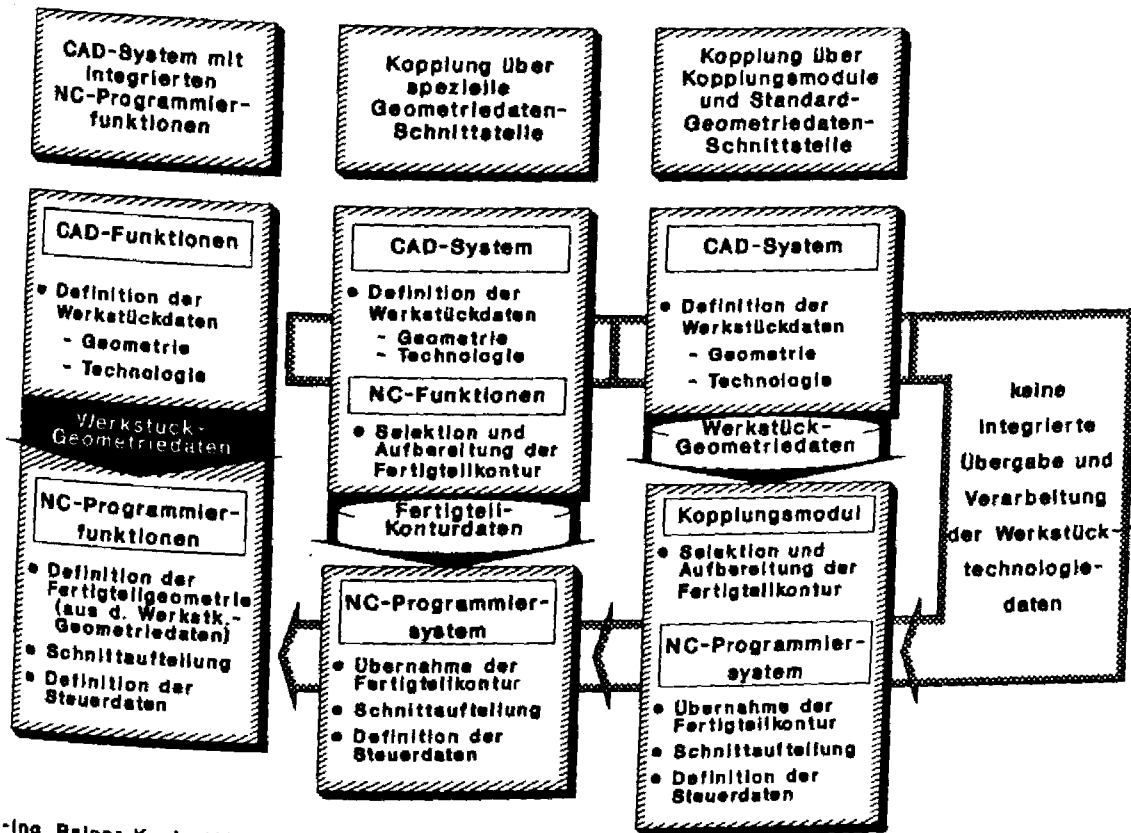 CAD-System mit
integrierten
NC-Programmier-
funktionen
Kopplung über
spezielle
Geometriedaten-
Schnittstelle
Kopplung über
Kopplungsmodule
und Standard-
Geometriedaten-
Schnittstelle
CAD-Funktionen
● Definition der
Werkstückdaten
- Geometrie
- Technologie
Werkstück-
Geometriedaten
NC-Programmier-
funktionen
● Definition der
Fertigteilgeometrie
(aus d. Werkstk.-
Geometriedaten)
● Schnittaufteilung
● Definition der
Steuerdaten
CAD-System
● Definition der
Werkstückdaten
- Geometrie
- Technologie
NC-Funktionen
● Selektion und
Aufbereitung der
Fertigteilkontur
Fertigteil-
Konturdaten
NC-Programmier-
system
● Übernahme der
Fertigteilkontur
● Schnittaufteilung
● Definition der
Steuerdaten
CAD-System
● Definition der
Werkstückdaten
- Geometrie
- Technologie
Werkstück-
Geometriedaten
Kopplungsmodul
● Selektion und
Aufbereitung der
Fertigteilkontur
NC-Programmier-
system
● Übernahme der
Fertigteilkontur
● Schnittaufteilung
● Definition der
Steuerdaten
keine
integrierte
Übergabe und
Verarbeitung
der Werkstück-
technologie-
daten